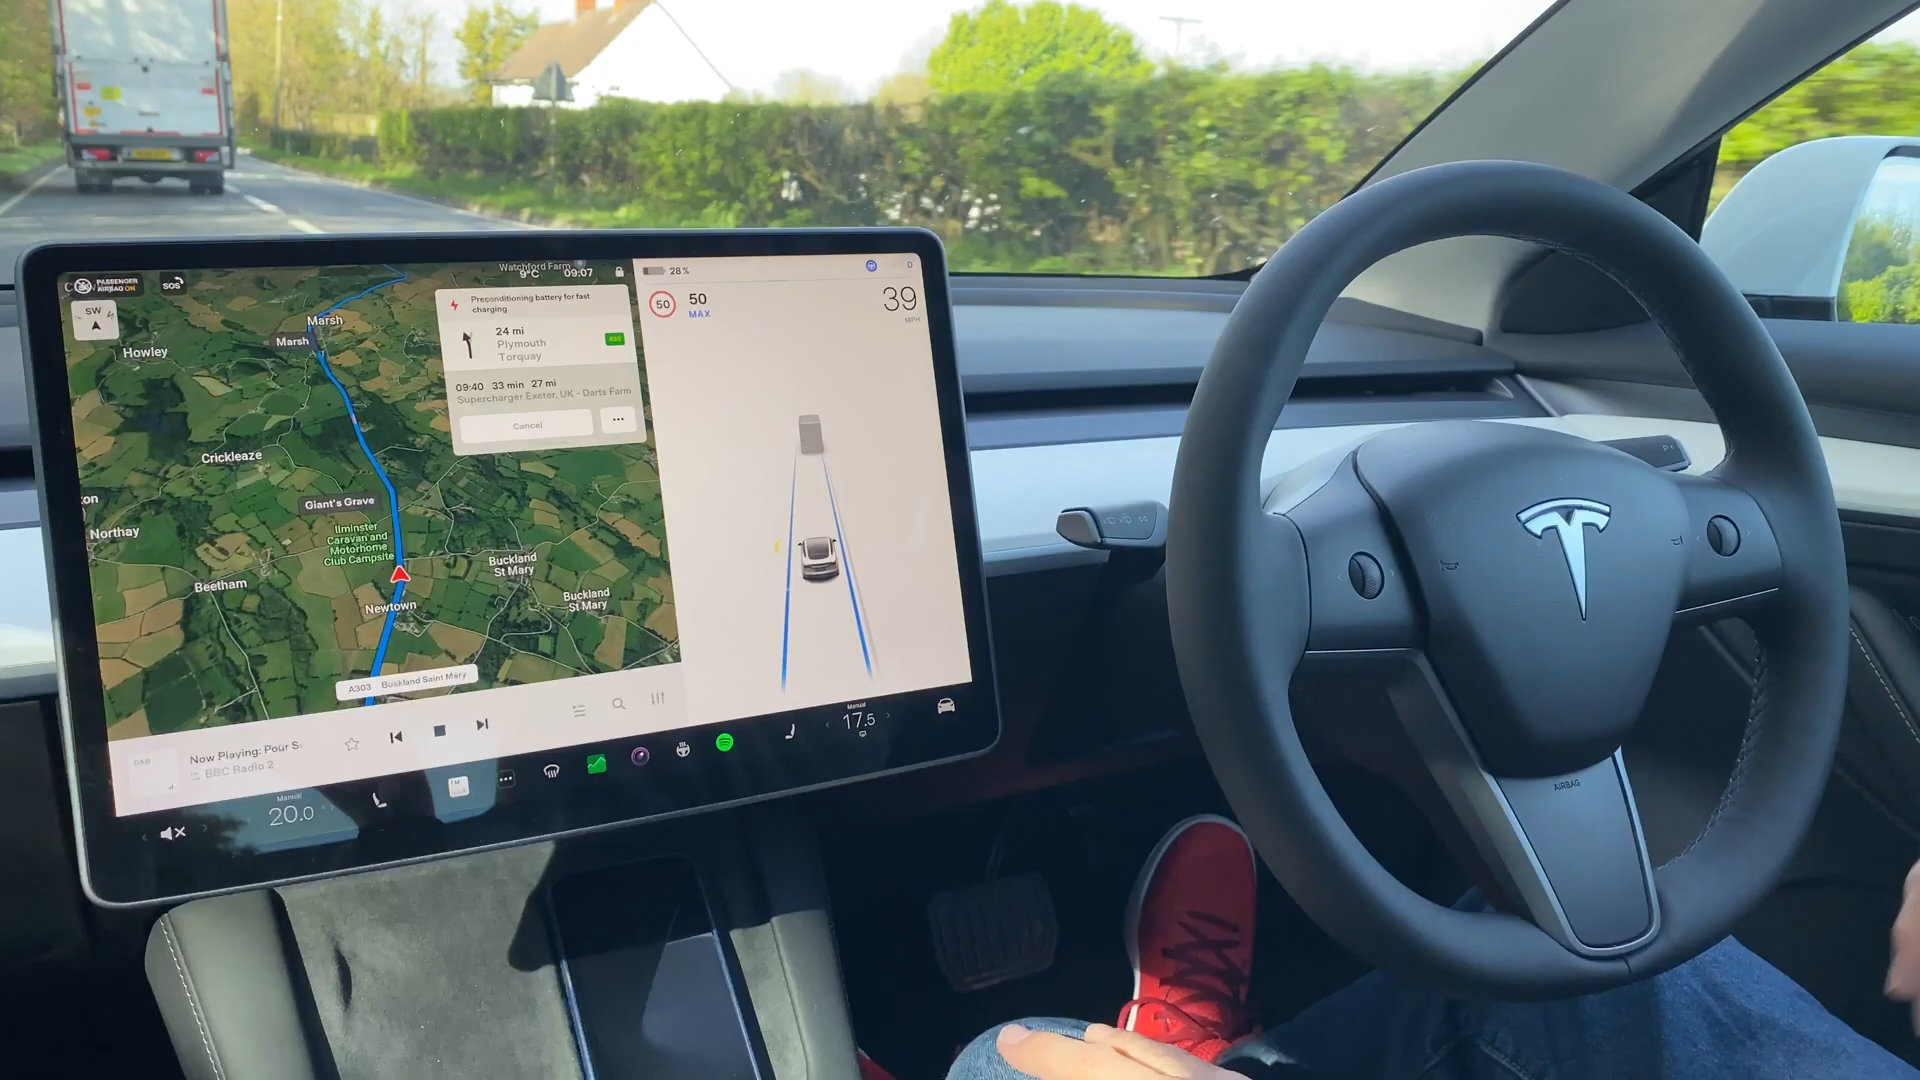 Watchford Farm
9°C
09:07
PASSENGER
AIRBAG ON
SOS
SW
Howley
Marsh
Marsh
Crickleaze
Giant's Grave
Northay
Ilminster
Caravan and
Motorhome
Club Campsite
Beetham
Buckland
St Mary
Buckland
St Mary
Newtown
A303 Buckland Saint Mary
Preconditioning battery for fast
charging
24 mi
Plymouth
Torquay
A30
09:40 33 min 27 mi
Supercharger Exeter, UK - Darts Farm
Cancel
28%
D
50
50
MAX
39
MPH
DAB
Now Playing: Pour S
BBC Radio 2
Manual
20.0
FM
Manual
17.5
P
AIRBAG